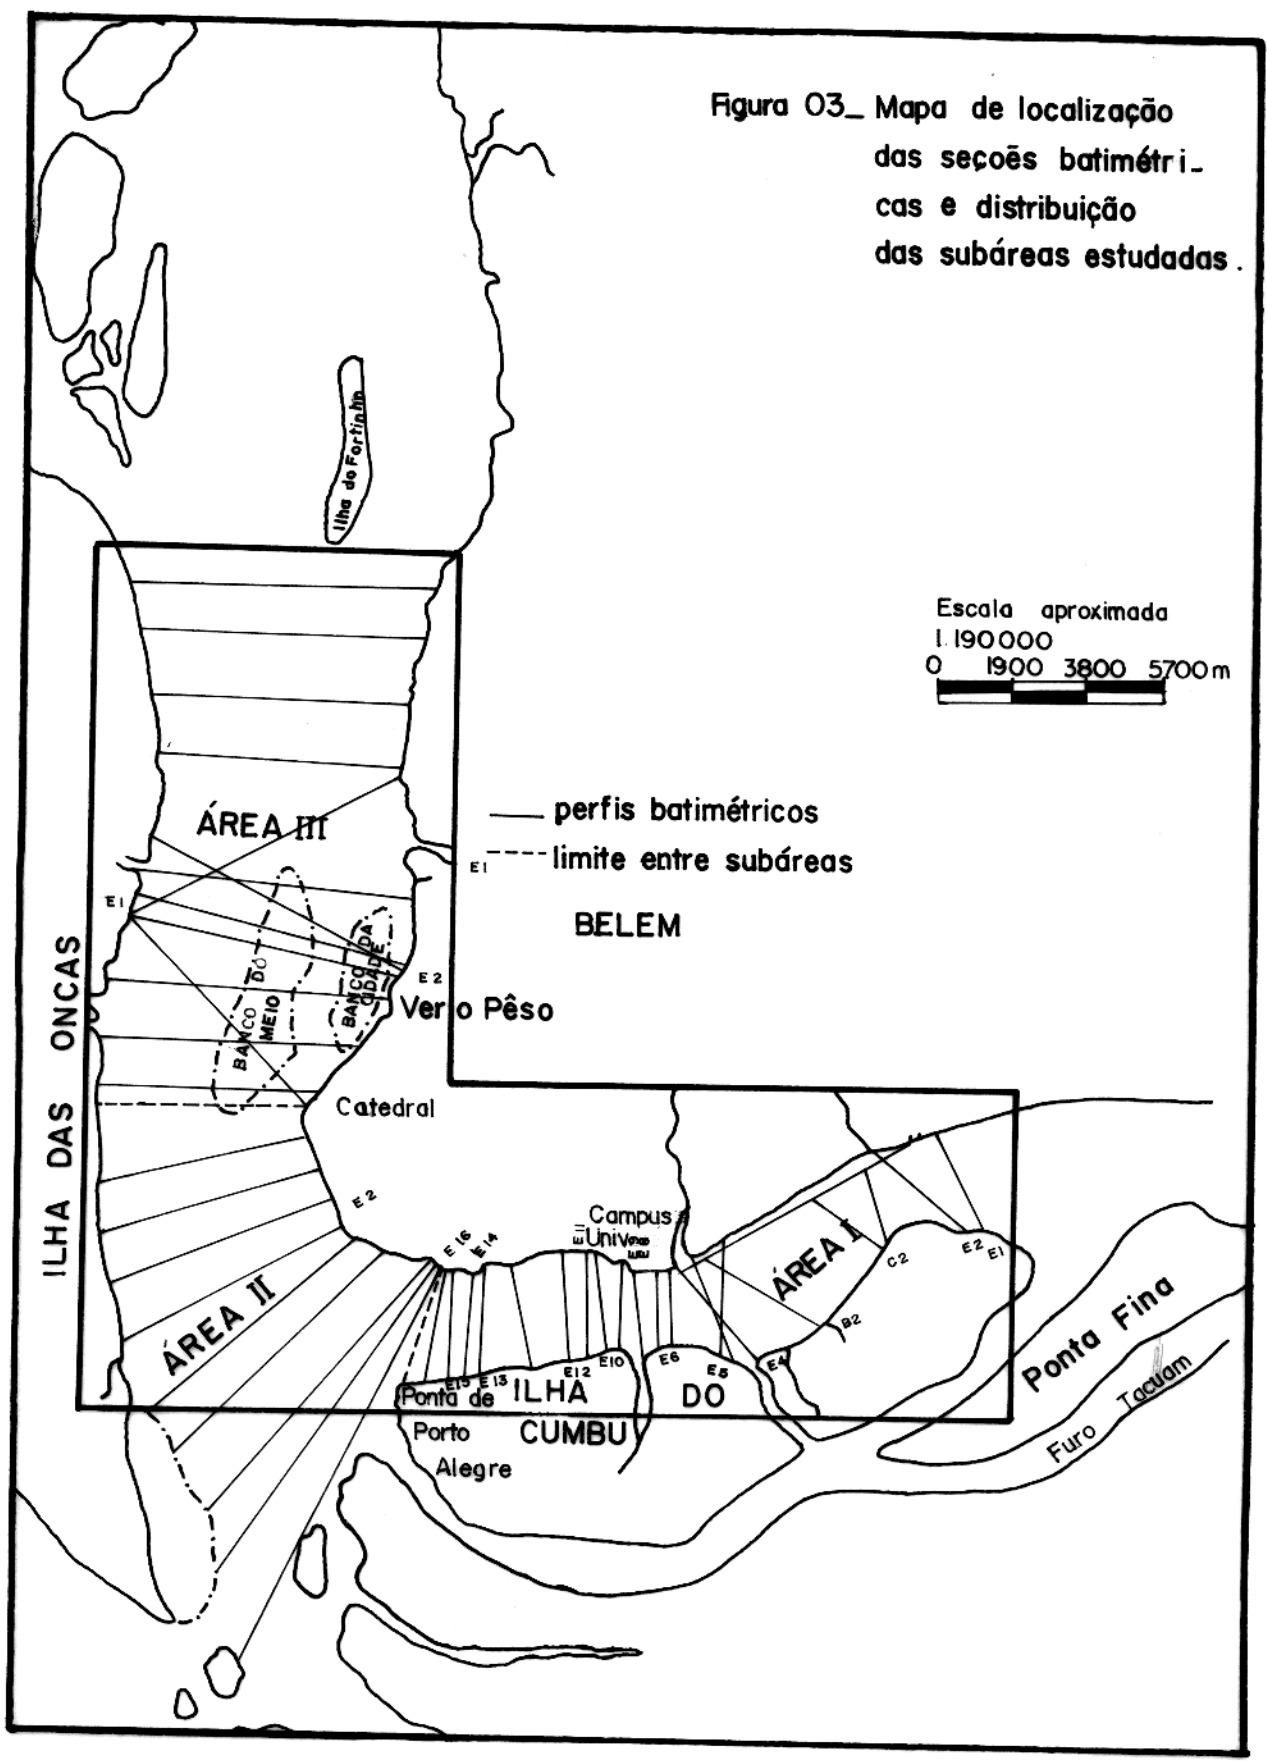 Figura 03_ Mapa de localização
das seçoẽs batimétri_
cas e distribuição
das subáreas estudadas.
Ilha do Fortinho
Escala aproximada
1.190000
0 1900 3800 5700m
perfis batimétricos
limite entre subáreas
ÁREA III
E1
E1
BELEM
BANCO DO
MEIO
BANCO DA
CIDADE
E2
Ver o Pêso
ILHA DAS ONCAS
Catedral
E2
E16
E14
Campus
Univ.
ÁREA I
C2
E2
E1
B2
ÁREA II
E15
E13
E12
E10
E6
E5
E4
Ponta de
Porto
Alegre
ILHA DO
CUMBU
Ponta Fina
Furo Tacuam